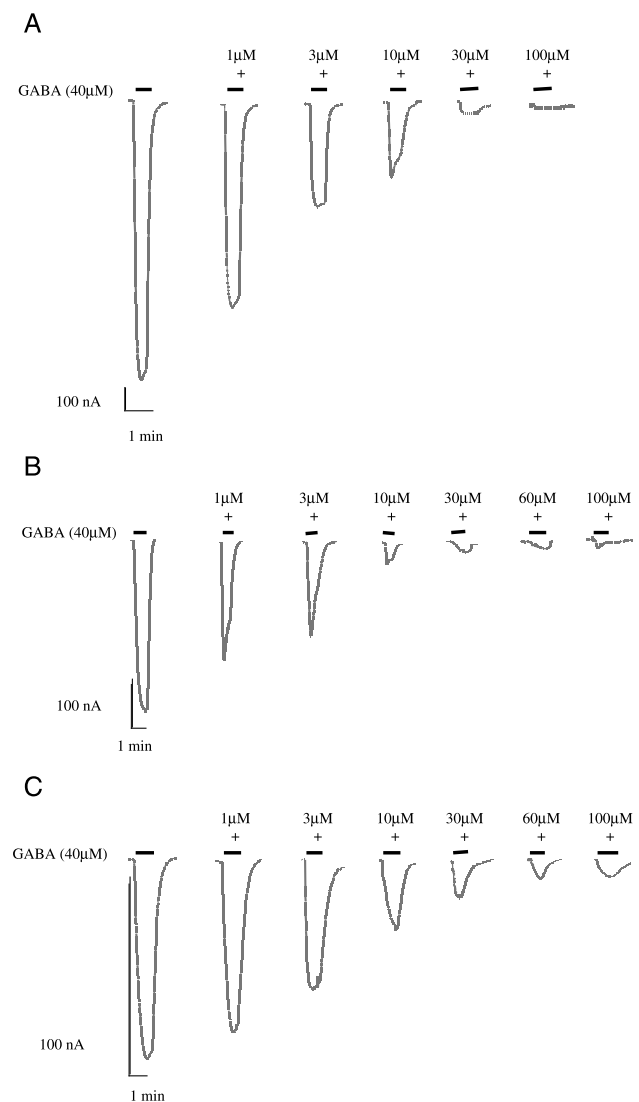 A
1µM 3µM 10µM 30µM 100µM
+ + + + +
GABA (40µM)
100 nA
1 min
B
1µM 3µM 10µM 30µM 60µM 100µM
+ + + + + +
GABA (40µM)
100 nA
1 min
C
1µM 3µM 10µM 30µM 60µM 100µM
+ + + + + +
GABA (40µM)
100 nA
1 min